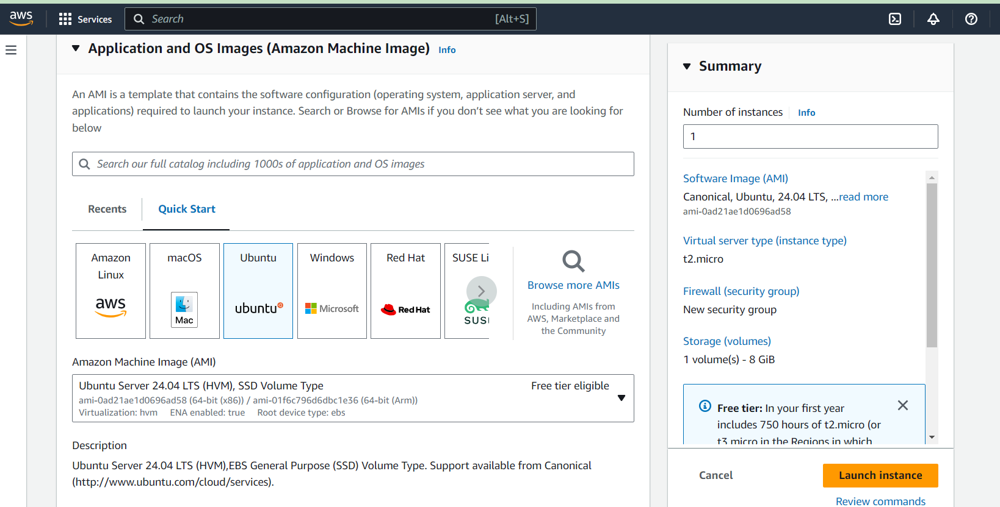 aws
Services
Search
[Alt+S]
Application and OS Images (Amazon Machine Image) Info
An AMI is a template that contains the software configuration (operating system, application server, and
applications) required to launch your instance. Search or Browse for AMIs if you don’t see what you are looking for
below
Search our full catalog including 1000s of application and OS images
Recents
Quick Start
Amazon
Linux
aws
macOS
Mac
Ubuntu
ubuntu
Windows
Microsoft
Red Hat
Red Hat
SUSE Li
SUS
Browse more AMIs
Including AMIs from
AWS, Marketplace and
the Community
Amazon Machine Image (AMI)
Ubuntu Server 24.04 LTS (HVM), SSD Volume Type
Free tier eligible
ami-0ad21ae1d0696ad58 (64-bit (x86)) / ami-01f6c796d6dbc1e36 (64-bit (Arm))
Virtualization: hvm ENA enabled: true Root device type: ebs
Description
Ubuntu Server 24.04 LTS (HVM),EBS General Purpose (SSD) Volume Type. Support available from Canonical
(http://www.ubuntu.com/cloud/services).
Summary
Number of instances Info
1
Software Image (AMI)
Canonical, Ubuntu, 24.04 LTS, ...read more
ami-0ad21ae1d0696ad58
Virtual server type (instance type)
t2.micro
Firewall (security group)
New security group
Storage (volumes)
1 volume(s) - 8 GiB
Free tier: In your first year
includes 750 hours of t2.micro (or
t3.micro in the Regions in which
Cancel
Launch instance
Review commands